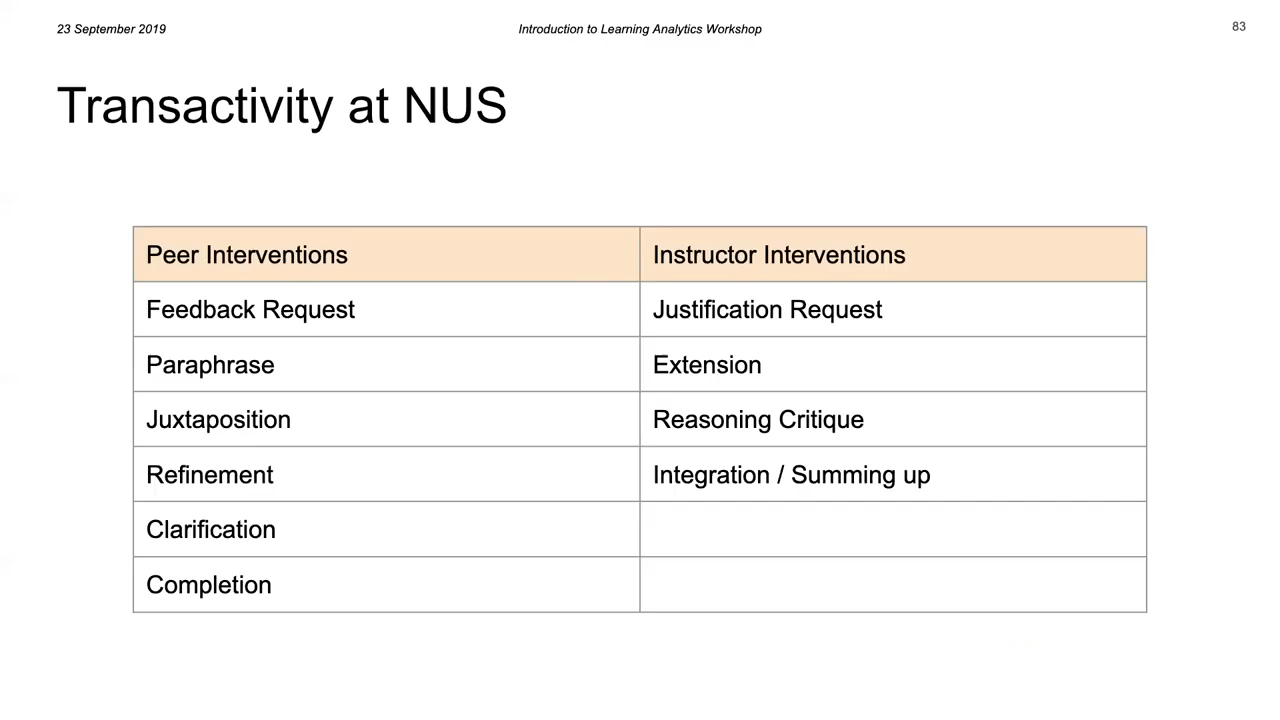 23 September 2019
Introduction to Learning Analytics Workshop
83
Transactivity at NUS
Peer Interventions
Instructor Interventions
Feedback Request
Justification Request
Paraphrase
Extension
Juxtaposition
Reasoning Critique
Refinement
Integration / Summing up
Clarification
Completion